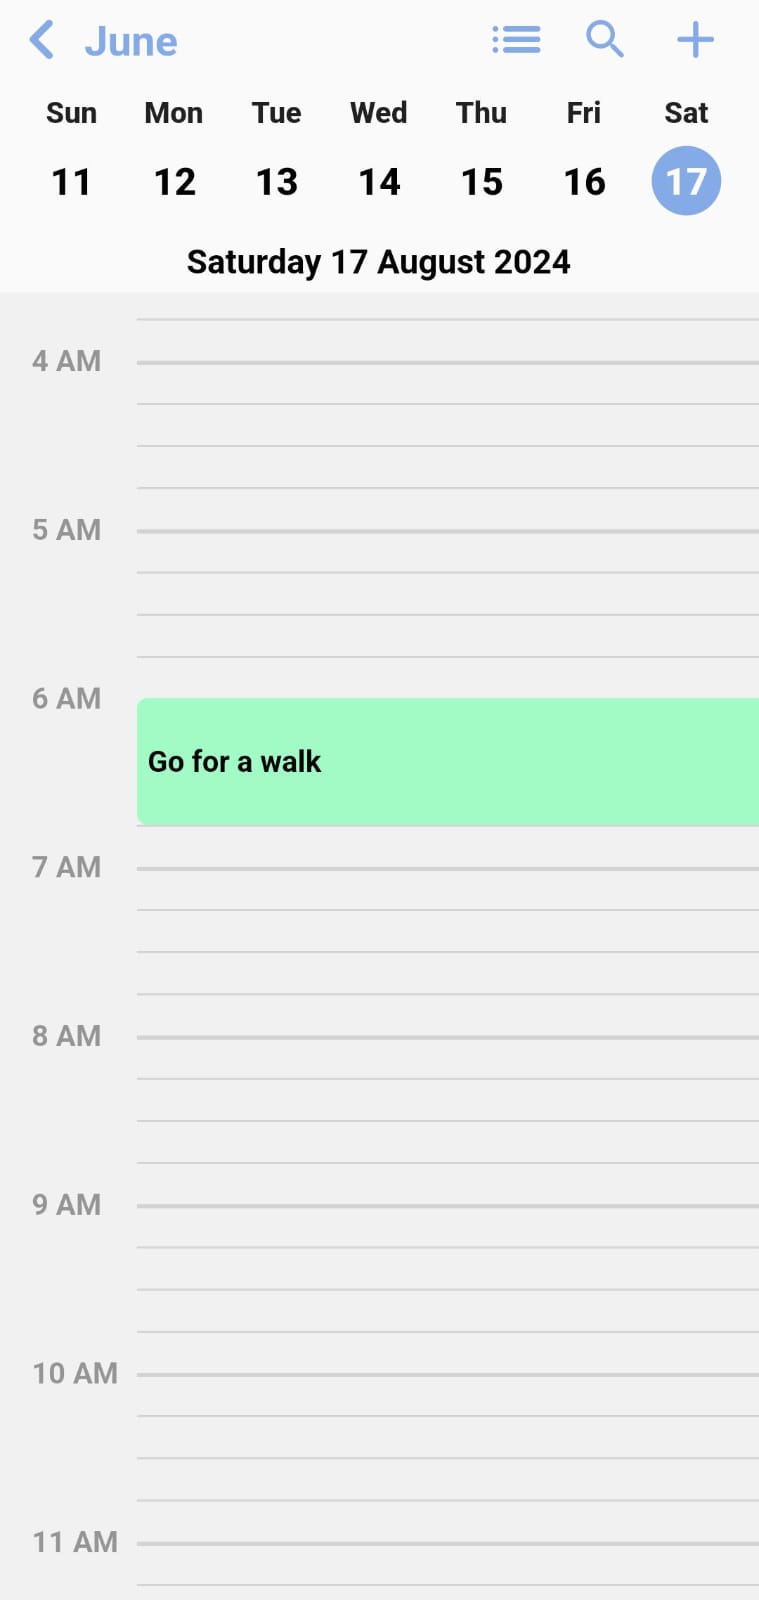 June
Sun Mon Tue Wed Thu Fri Sat
11 12 13 14 15 16 17
Saturday 17 August 2024
4 AM
5 AM
6 AM
Go for a walk
7 AM
8 AM
9 AM
10 AM
11 AM